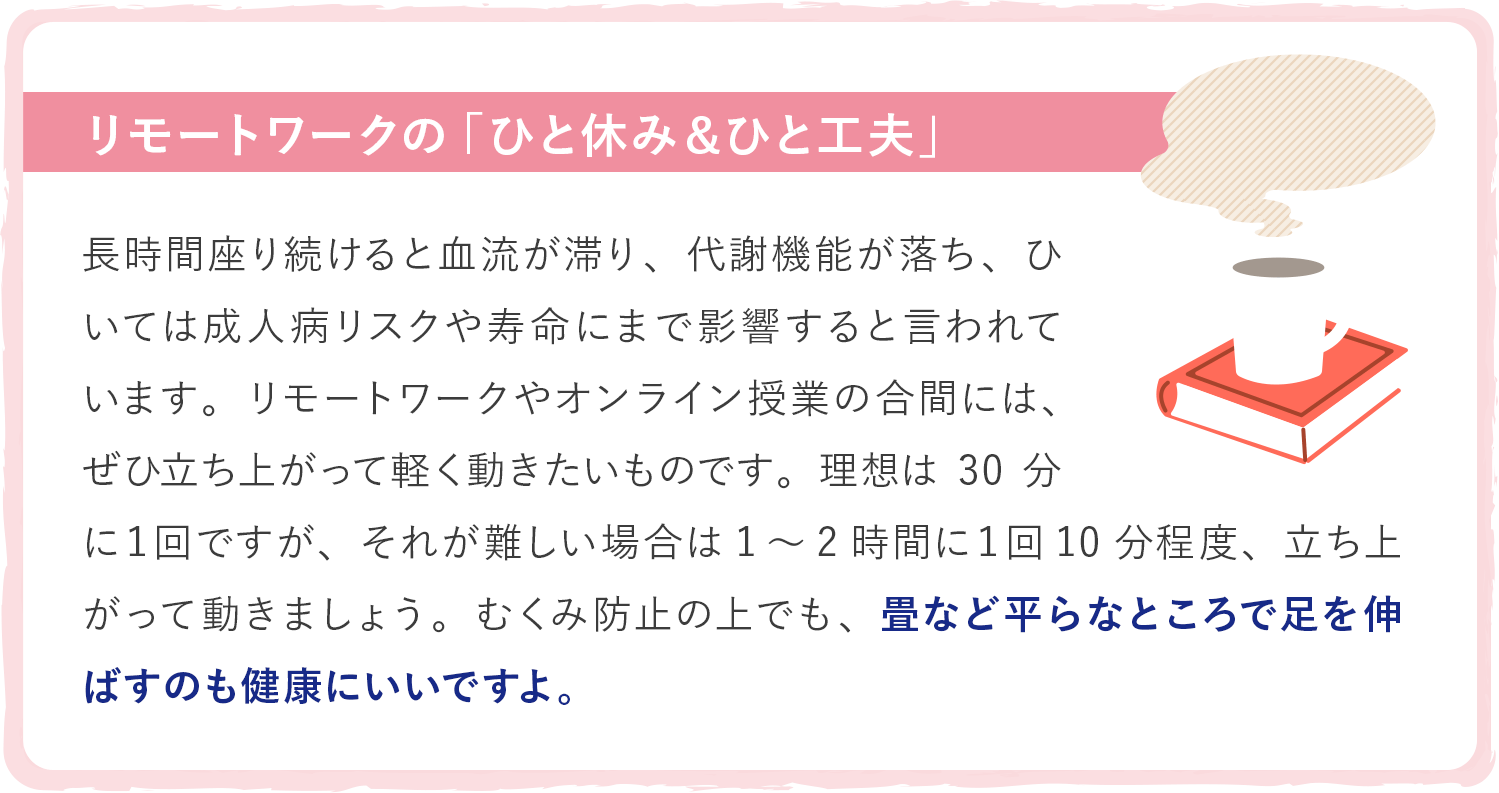 リモートワークの「ひと休み＆ひと工夫」
長時間座り続けると血流が滞り、代謝機能が落ち、ひ
いては成人病リスクや寿命にまで影響すると言われて
います。リモートワークやオンライン授業の合間には、
ぜひ立ち上がって軽く動きたいものです。理想は 30 分
に1回ですが、それが難しい場合は 1 ～ 2 時間に1回 10 分程度、立ち上
がって動きましょう。むくみ防止の上でも、畳など平らなところで足を伸
ばすのも健康にいいですよ。